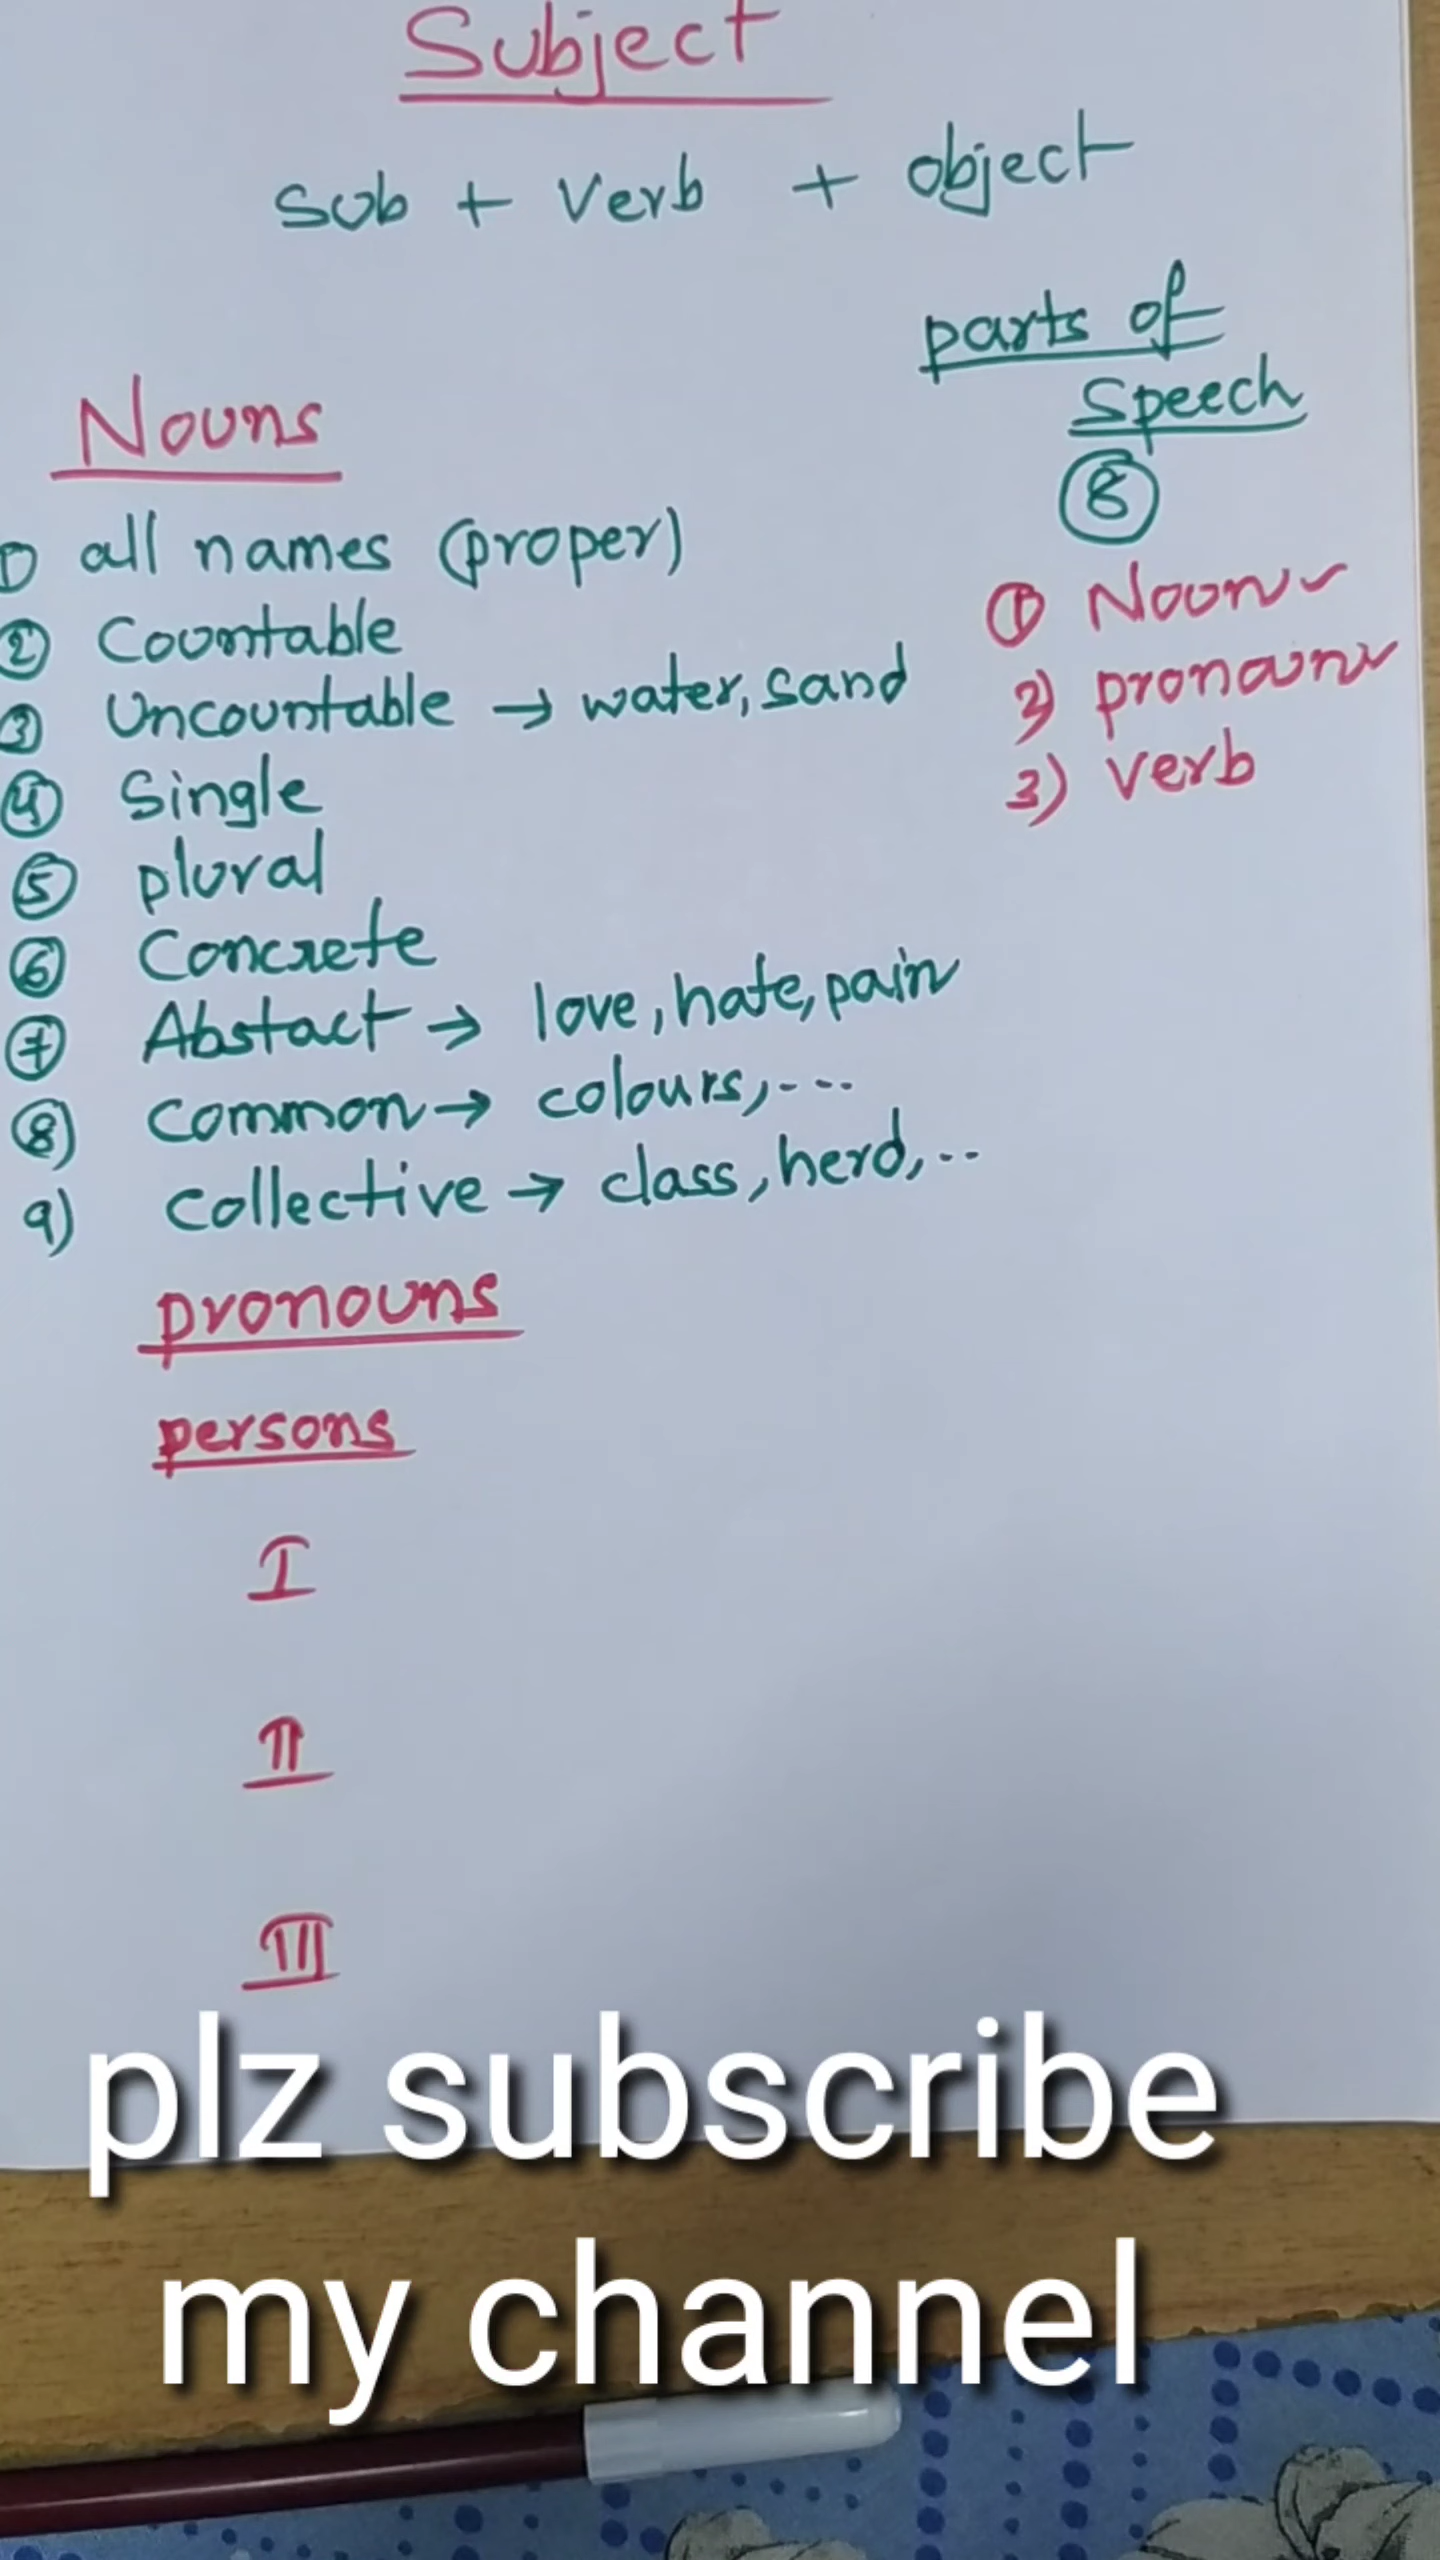 Subject
Sub + Verb + object
parts of
Speech
8
① Noun ✓
2) pronoun ✓
3) verb
Nouns
① all names (proper)
② Countable
③ Uncountable → water, sand
④ Single
⑤ plural
⑥ Concrete
⑦ Abstact → love, hate, pain
⑧ Common → colours, ---
9) Collective → class, herd, --
pronouns
persons
I
II
III
plz subscribe
my channel